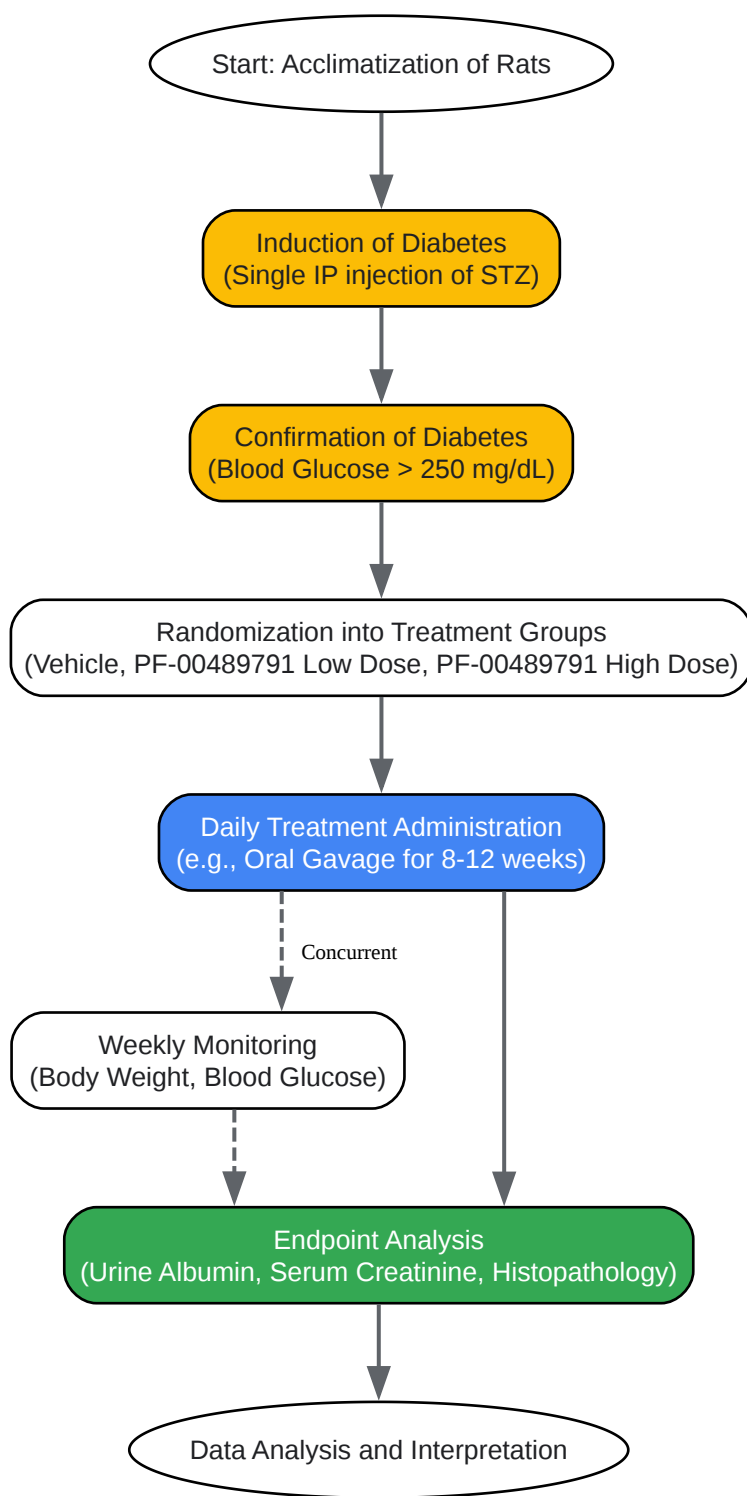 Start: Acclimatization of Rats
Induction of Diabetes
(Single IP injection of STZ)
Confirmation of Diabetes
(Blood Glucose > 250 mg/dL)
Randomization into Treatment Groups
(Vehicle, PF-00489791 Low Dose, PF-00489791 High Dose)
Daily Treatment Administration
(e.g., Oral Gavage for 8-12 weeks)
Concurrent
Weekly Monitoring
(Body Weight, Blood Glucose)
Endpoint Analysis
(Urine Albumin, Serum Creatinine, Histopathology)
Data Analysis and Interpretation